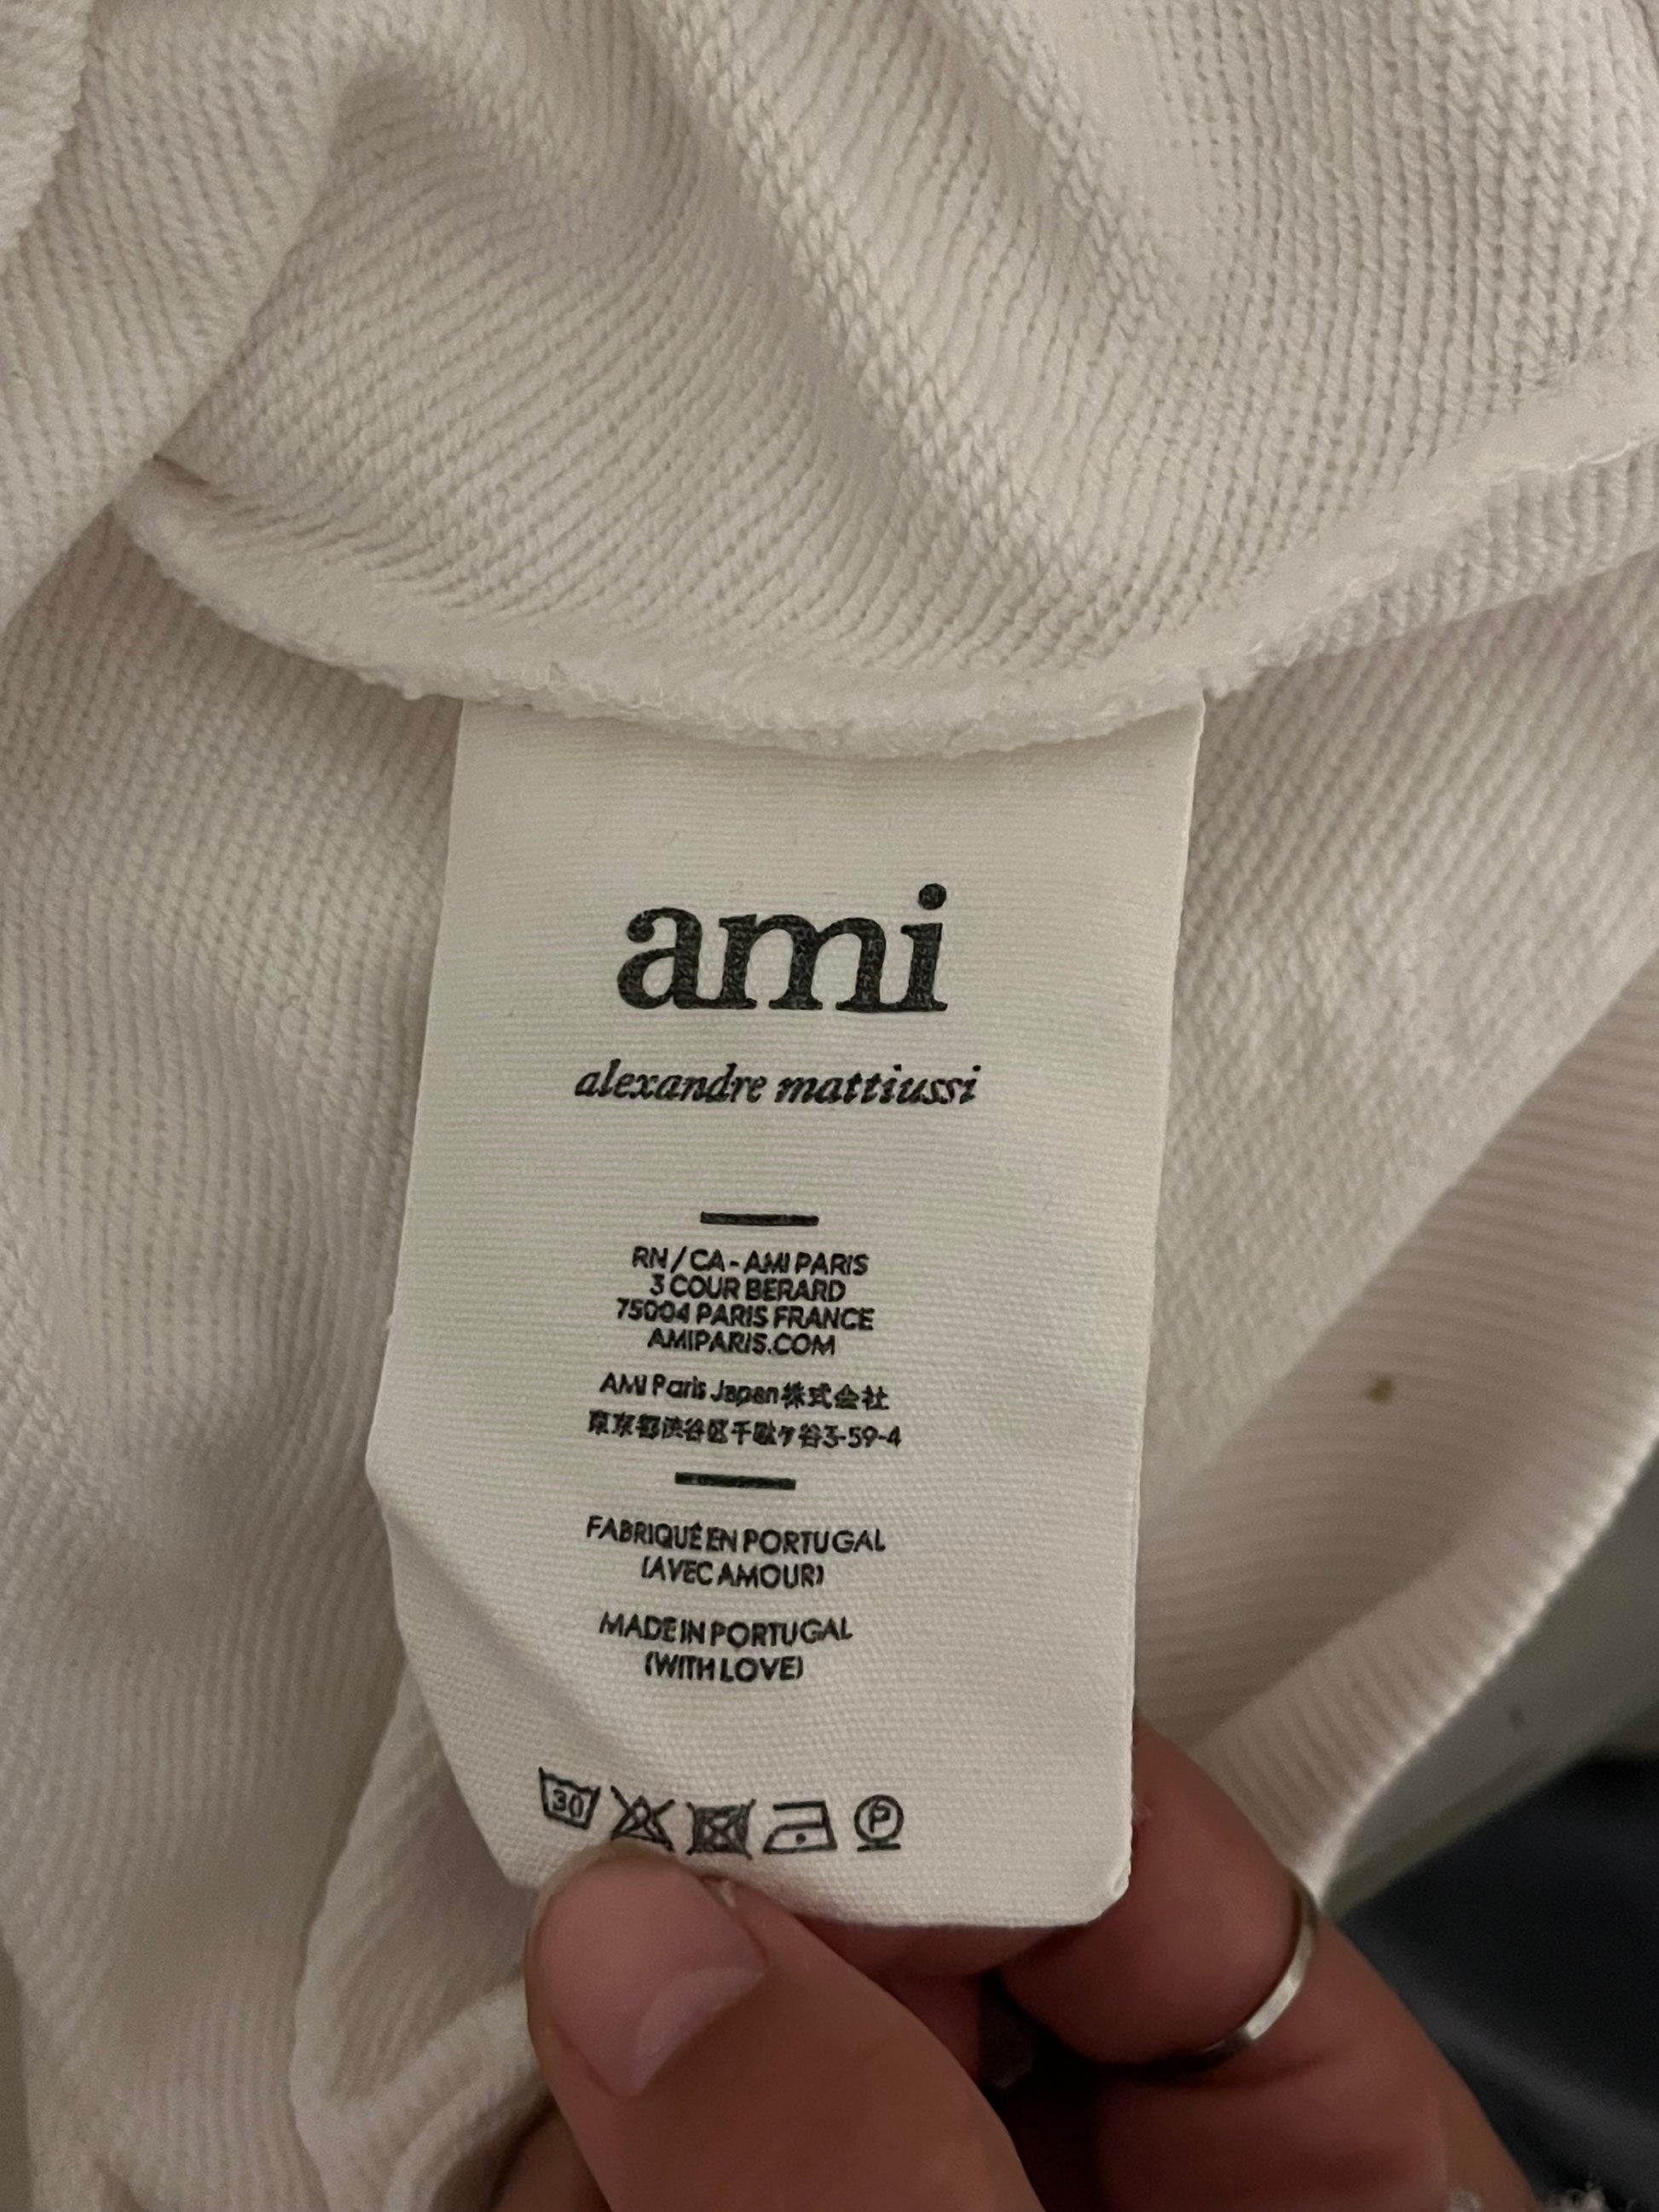 ami
alexandre mattiussi
RN / CA - AMI PARIS
3 COUR BERARD
75004 PARIS FRANCE
AMIPARIS.COM
AMI Paris Japan株式会社
東京都渋谷区千駄ケ谷3-59-4
FABRIQUÉ EN PORTUGAL
(AVEC AMOUR)
MADE IN PORTUGAL
(WITH LOVE)
30 P